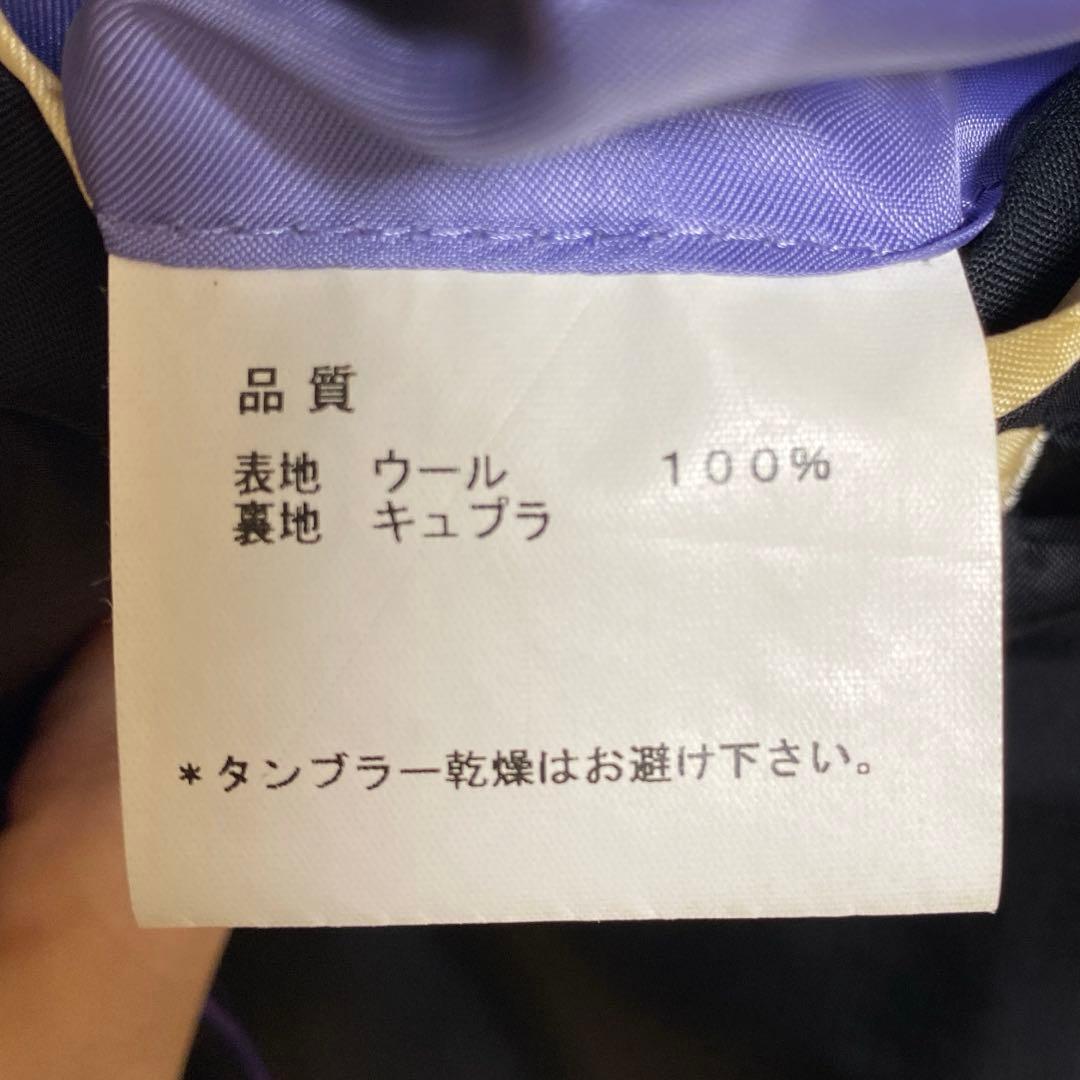 品質
表地 ウール 100%
裏地 キュプラ
*タンブラー乾燥はお避け下さい。